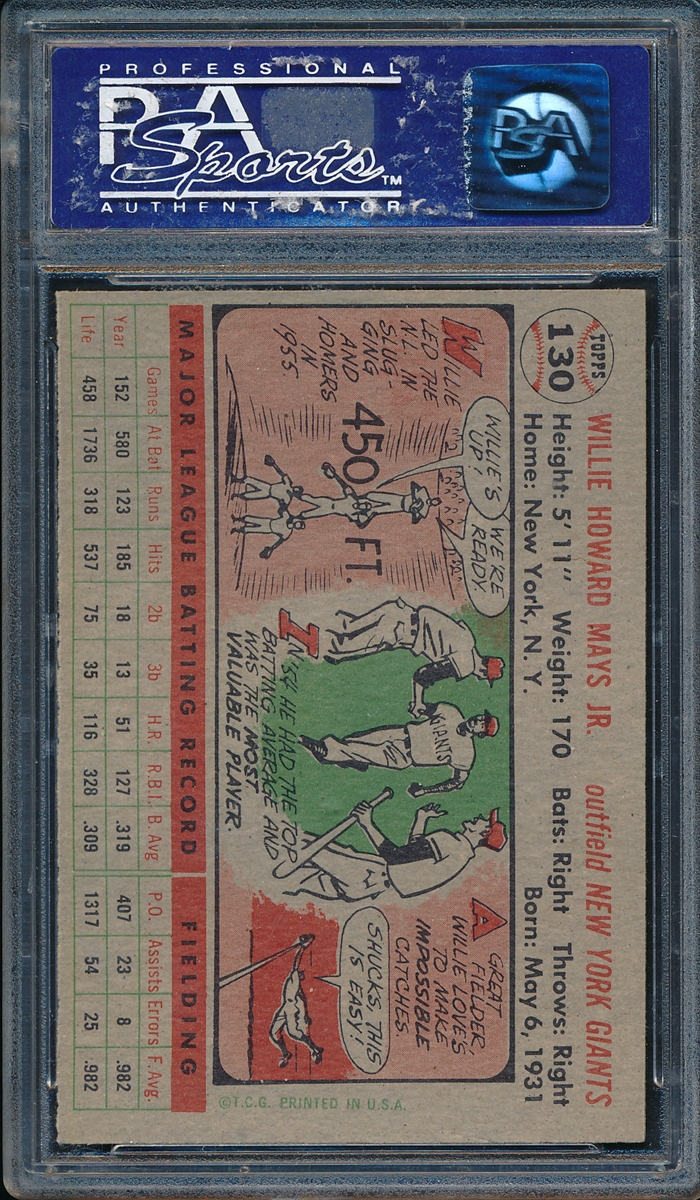 PROFESSIONAL
PSA
Sports™
AUTHENTICATOR
PSA
TOPPS
130
WILLIE HOWARD MAYS JR. outfield NEW YORK GIANTS
Height: 5' 11" Weight: 170 Bats: Right Throws: Right
Home: New York, N. Y. Born: May 6, 1931
WILLIE
LED THE
N.L. IN
SLUG-
GING
AND
HOMERS
IN
1955.
WILLIE'S
UP!
WE'RE
READY.
450 FT.
GIANTS
IN '54 HE HAD THE TOP
BATTING AVERAGE AND
WAS THE MOST
VALUABLE PLAYER.
A GREAT
FIELDER,
WILLIE LOVE'S
TO MAKE
IMPOSSIBLE
CATCHES.
SHUCKS, THIS
IS EASY!
MAJOR LEAGUE BATTING RECORD FIELDING
Games At Bat Runs Hits 2b 3b H.R. R.B.I. B. Avg P.O. Assists Errors F. Avg.
Year 152 580 123 185 18 13 51 127 .319 407 23 8 .982
Life 458 1736 318 537 75 35 116 328 .309 1317 54 25 .982
©T.C.G. PRINTED IN U.S.A.